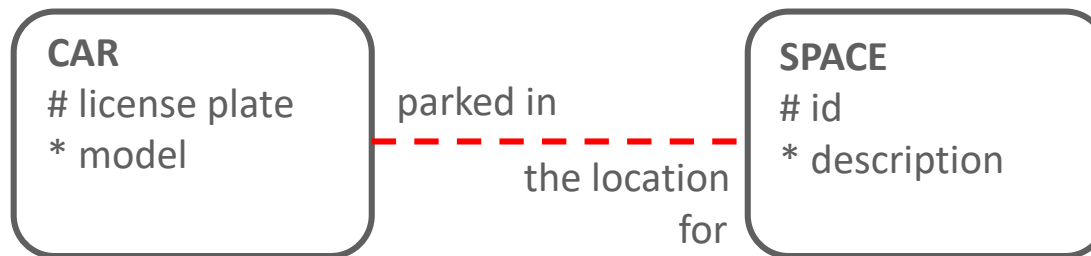 CAR
# license plate
* model
parked in
the location
for
SPACE
# id
* description